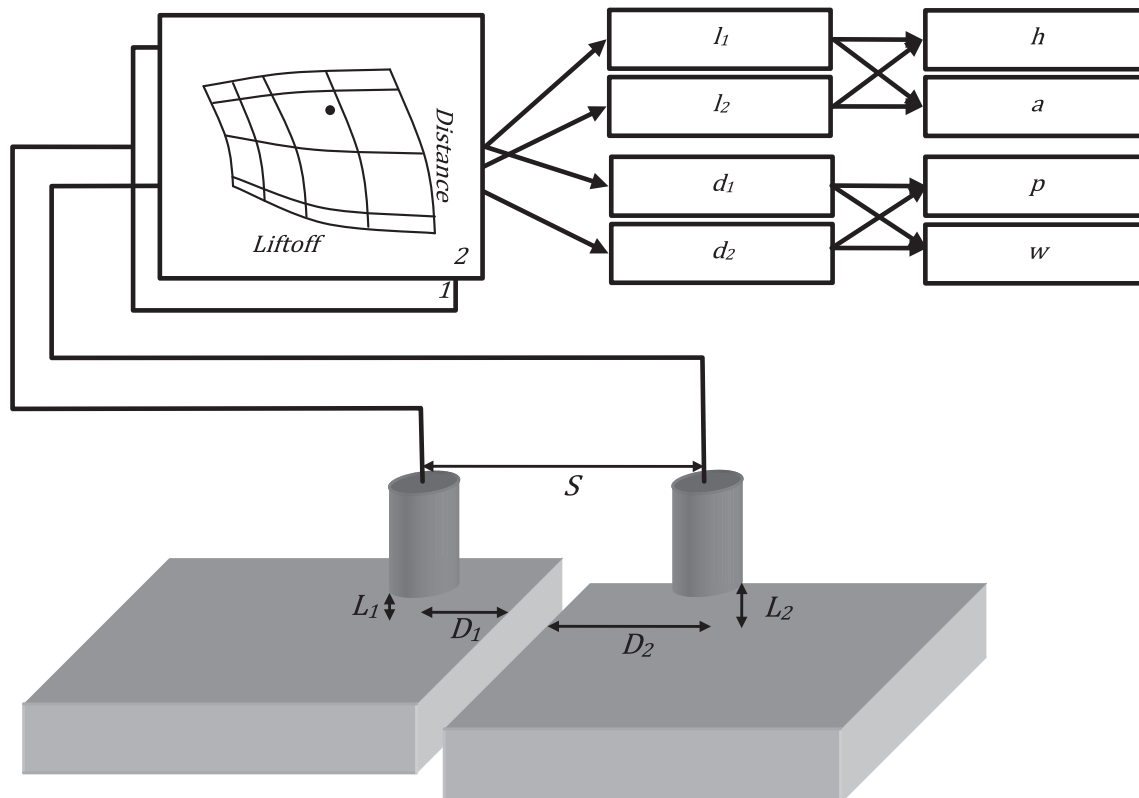 l₁
h
l₂
a
Distance
d₁
p
Liftoff
2
d₂
w
1
S
L₁
D₁
D₂
L₂